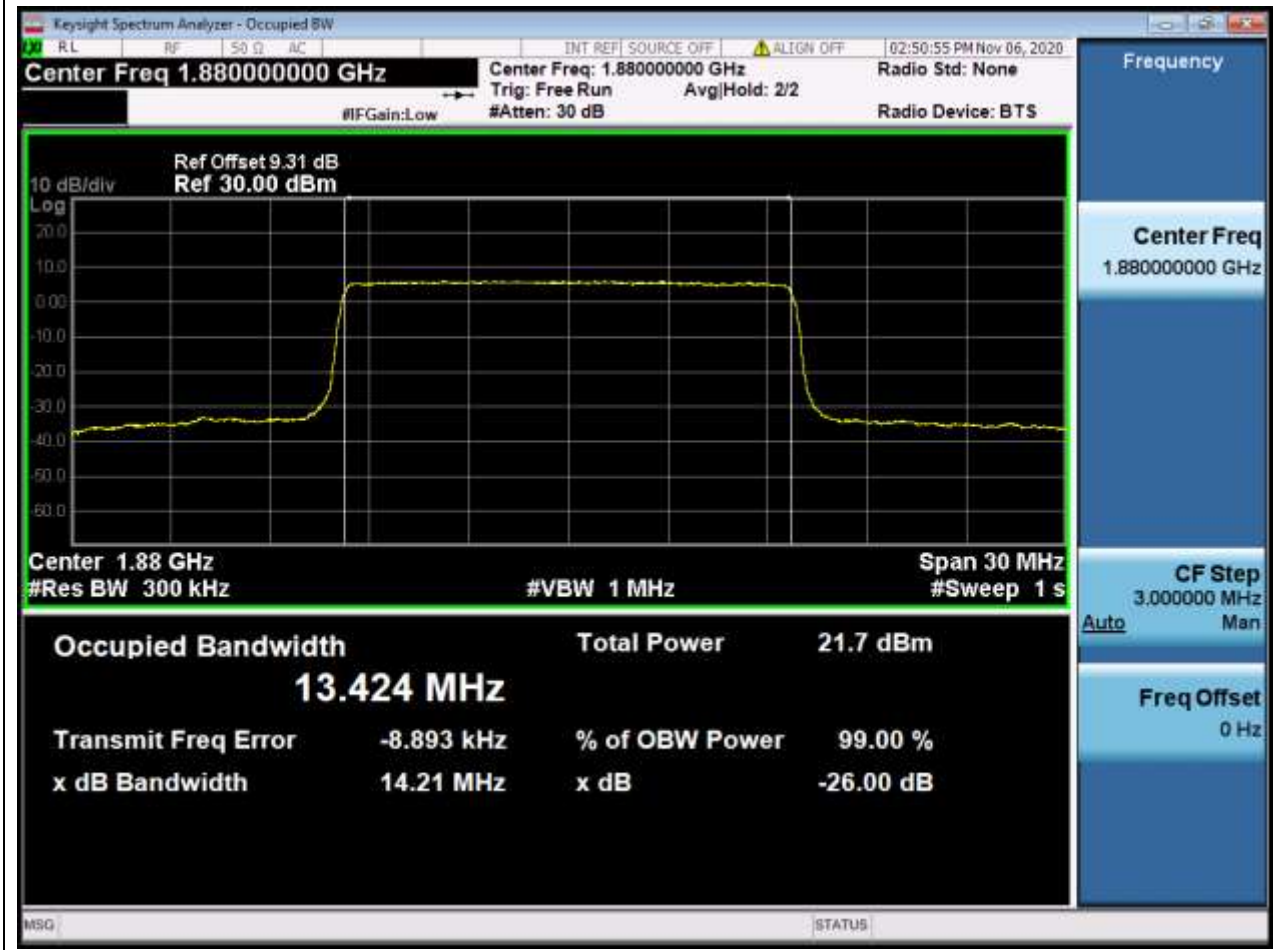 Keysight Spectrum Analyzer - Occupied BW
LXI RL RF 50 Ω AC INT REF SOURCE OFF ALIGN OFF 02:50:55 PM Nov 06, 2020
Center Freq 1.880000000 GHz
Center Freq: 1.880000000 GHz
Radio Std: None
Trig: Free Run Avg|Hold: 2/2
#IFGain:Low
#Atten: 30 dB
Radio Device: BTS
Ref Offset 9.31 dB
10 dB/div Ref 30.00 dBm
Log
20.0
10.0
0.00
-10.0
-20.0
-30.0
-40.0
-50.0
-60.0
Center 1.88 GHz Span 30 MHz
#Res BW 300 kHz #VBW 1 MHz #Sweep 1 s
Occupied Bandwidth Total Power 21.7 dBm
13.424 MHz
Transmit Freq Error -8.893 kHz % of OBW Power 99.00 %
x dB Bandwidth 14.21 MHz x dB -26.00 dB
MSG STATUS
Frequency
Center Freq
1.880000000 GHz
CF Step
3.000000 MHz
Auto Man
Freq Offset
0 Hz